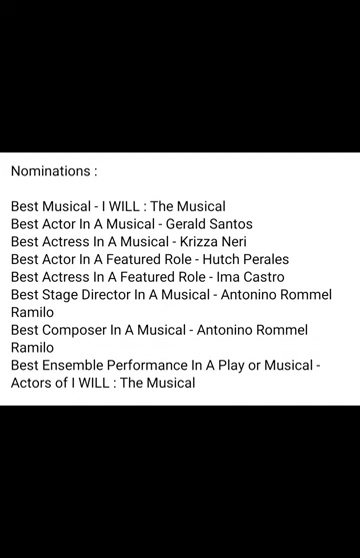 Nominations :
Best Musical - I WILL : The Musical
Best Actor In A Musical - Gerald Santos
Best Actress In A Musical - Krizza Neri
Best Actor In A Featured Role - Hutch Perales
Best Actress In A Featured Role - Ima Castro
Best Stage Director In A Musical - Antonino Rommel
Ramilo
Best Composer In A Musical - Antonino Rommel
Ramilo
Best Ensemble Performance In A Play or Musical -
Actors of I WILL : The Musical